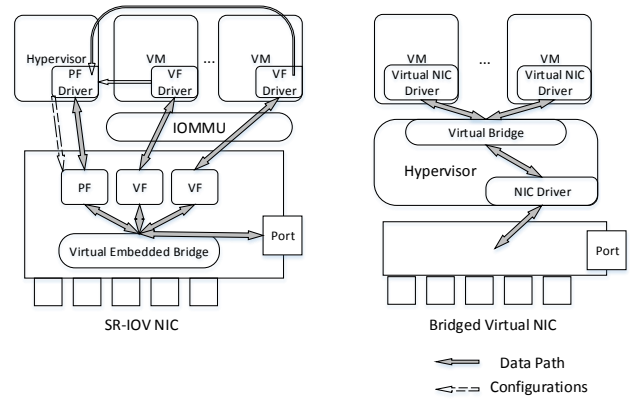 Hypervisor
PF
Driver
VM
VF
Driver
...
VM
VF
Driver
IOMMU
PF
VF
VF
Port
Virtual Embedded Bridge
SR-IOV NIC
VM
Virtual NIC
Driver
...
VM
Virtual NIC
Driver
Virtual Bridge
Hypervisor
NIC Driver
Port
Bridged Virtual NIC
Data Path
Configurations